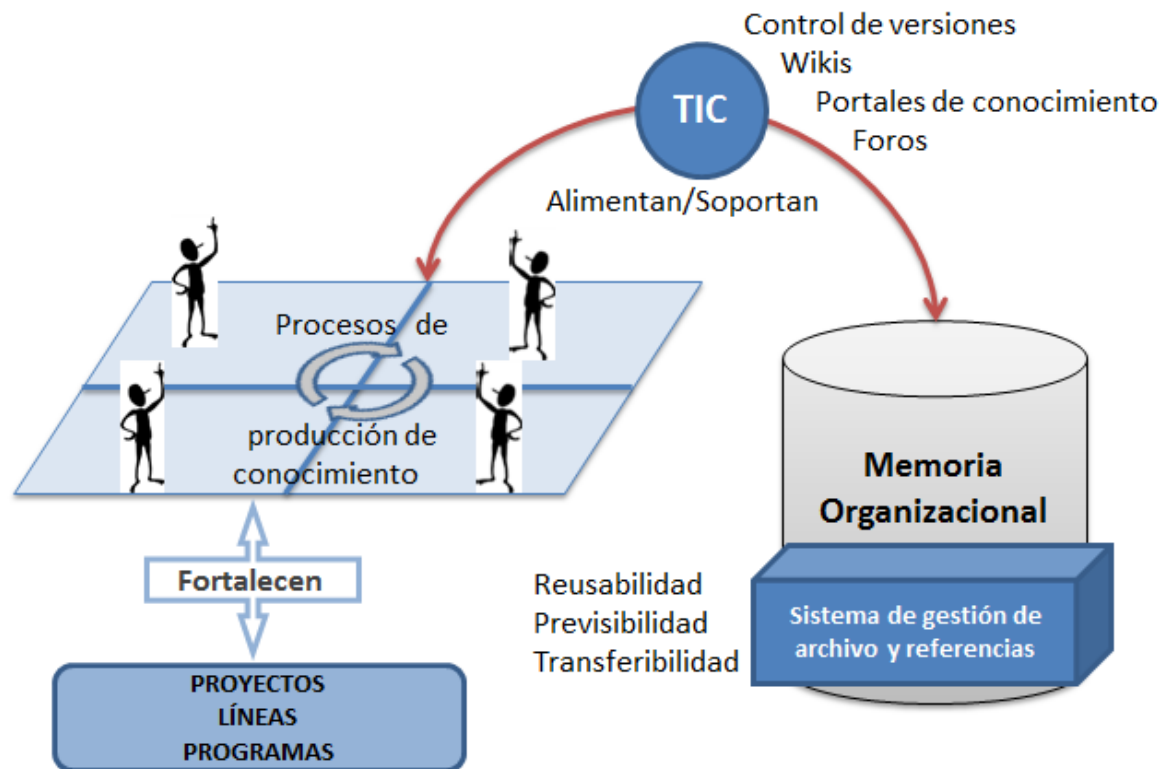 Control de versiones
Wikis
TIC
Portales de conocimiento
Foros
Alimentan/Soportan
Procesos de
producción de
conocimiento
Memoria
Organizacional
Fortalecen
Reusabilidad
Previsibilidad
Transferibilidad
Sistema de gestión de
archivo y referencias
PROYECTOS
LÍNEAS
PROGRAMAS